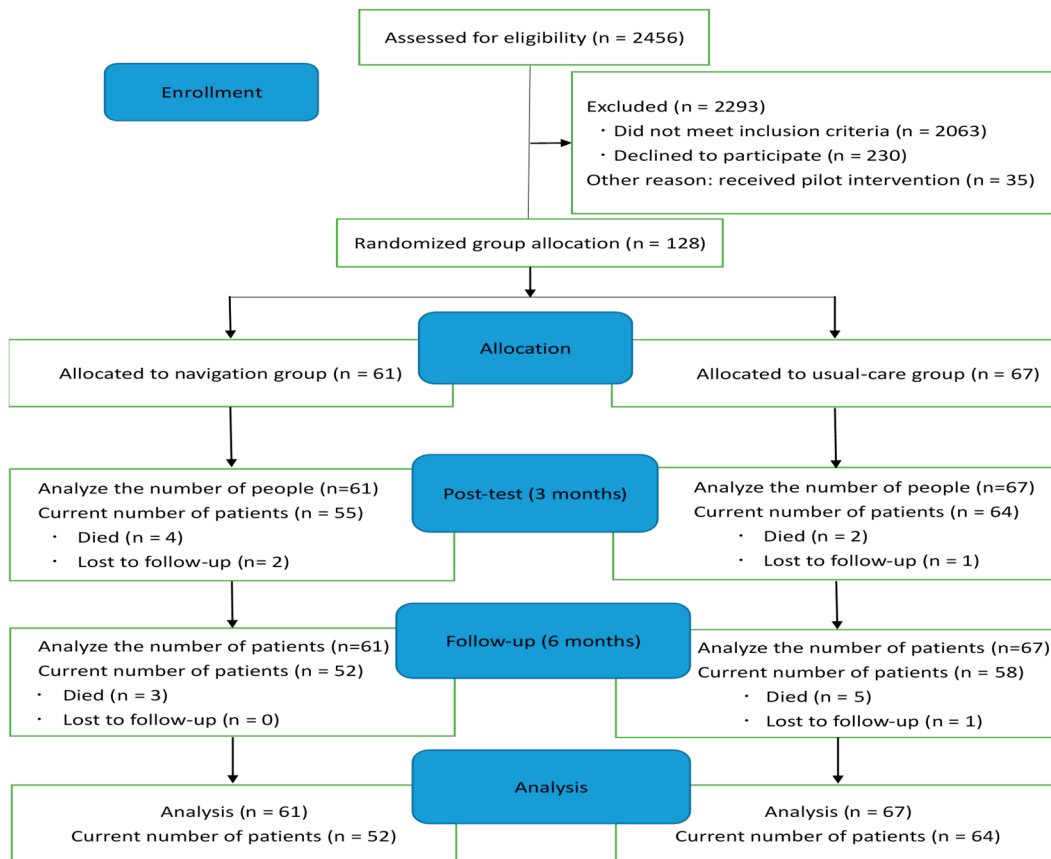 Assessed for eligibility (n = 2456)
Enrollment
Excluded (n = 2293)
· Did not meet inclusion criteria (n = 2063)
· Declined to participate (n = 230)
Other reason: received pilot intervention (n = 35)
Randomized group allocation (n = 128)
Allocation
Allocated to navigation group (n = 61)
Allocated to usual-care group (n = 67)
Analyze the number of people (n=61)
Current number of patients (n = 55)
· Died (n = 4)
· Lost to follow-up (n= 2)
Post-test (3 months)
Analyze the number of people (n=67)
Current number of patients (n = 64)
· Died (n = 2)
· Lost to follow-up (n = 1)
Analyze the number of patients (n=61)
Current number of patients (n = 52)
· Died (n = 3)
· Lost to follow-up (n = 0)
Follow-up (6 months)
Analyze the number of patients (n=67)
Current number of patients (n = 58)
· Died (n = 5)
· Lost to follow-up (n = 1)
Analysis
Analysis (n = 61)
Current number of patients (n = 52)
Analysis (n = 67)
Current number of patients (n = 64)